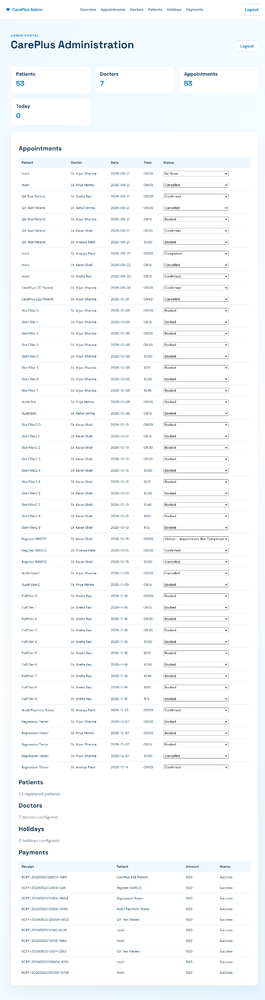 ♥ CarePlus Admin Overview Appointments Doctors Patients Holidays Payments Logout
ADMIN PORTAL
CarePlus Administration
Logout
Patients
53
Doctors
7
Appointments
53
Today
0
Appointments
Patient Doctor Date Time Status
moni Dr. Arjun Sharma 2026-09-21 09:00 No Show
moni Dr. Priya Mehta 2026-09-21 09:00 Cancelled
QA Test Patient Dr. Sneha Rao 2026-09-21 09:00 Confirmed
QA Test Patient Dr. Rahul Verma 2026-09-21 09:00 Cancelled
QA Test Patient Dr. Arjun Sharma 2026-09-21 09:15 Booked
QA Test Patient Dr. Karan Shah 2026-09-21 09:30 Confirmed
QA Test Patient Dr. Ananya Patel 2026-09-21 10:00 Booked
moni Dr. Ananya Patel 2026-09-22 09:00 Completed
moni Dr. Karan Shah 2026-09-22 09:15 Cancelled
moni Dr. Sneha Rao 2026-09-22 09:15 Confirmed
CarePlus E2E Patient Dr. Arjun Sharma 2026-09-28 09:00 Confirmed
CarePlus E2E Patient Dr. Arjun Sharma 2026-10-01 09:45 Cancelled
Slot Filler 0 Dr. Arjun Sharma 2026-10-05 09:00 Booked
Slot Filler 1 Dr. Arjun Sharma 2026-10-05 09:15 Booked
Slot Filler 2 Dr. Arjun Sharma 2026-10-05 09:30 Booked
Slot Filler 3 Dr. Arjun Sharma 2026-10-05 09:45 Booked
Slot Filler 4 Dr. Arjun Sharma 2026-10-05 10:00 Booked
Slot Filler 5 Dr. Arjun Sharma 2026-10-05 10:15 Booked
Slot Filler 6 Dr. Arjun Sharma 2026-10-05 10:30 Booked
Slot Filler 7 Dr. Arjun Sharma 2026-10-05 10:45 Booked
Audit Bot Dr. Priya Mehta 2026-10-06 09:00 Booked
Audit Bot Dr. Rahul Verma 2026-10-06 09:15 Booked
Slot Filler2 0 Dr. Karan Shah 2026-10-13 09:00 Booked
Slot Filler2 1 Dr. Karan Shah 2026-10-13 09:15 Booked
Slot Filler2 2 Dr. Karan Shah 2026-10-13 09:30 Booked
Slot Filler2 3 Dr. Karan Shah 2026-10-13 09:45 Booked
Slot Filler2 4 Dr. Karan Shah 2026-10-13 10:00 Booked
Slot Filler2 5 Dr. Karan Shah 2026-10-13 10:15 Booked
Slot Filler2 6 Dr. Karan Shah 2026-10-13 10:30 Booked
Slot Filler2 7 Dr. Karan Shah 2026-10-13 10:45 Booked
Slot Filler2 8 Dr. Karan Shah 2026-10-13 11:00 Booked
Slot Filler2 9 Dr. Karan Shah 2026-10-13 11:15 Booked
RegUser 888572 Dr. Karan Shah 2026-10-15 09:00 Visited – Appointment Not Completed
RegUser 888572 Dr. Ananya Patel 2026-10-15 09:00 Confirmed
RegUser 888572 Dr. Karan Shah 2026-10-15 10:00 Cancelled
Audit User2 Dr. Arjun Sharma 2026-11-09 09:00 Cancelled
Audit User2 Dr. Priya Mehta 2026-11-09 09:15 Booked
FullFiller 0 Dr. Sneha Rao 2026-11-16 09:00 Booked
FullFiller 1 Dr. Sneha Rao 2026-11-16 09:15 Booked
FullFiller 2 Dr. Sneha Rao 2026-11-16 09:30 Booked
FullFiller 3 Dr. Sneha Rao 2026-11-16 09:45 Booked
FullFiller 4 Dr. Sneha Rao 2026-11-16 10:00 Booked
FullFiller 5 Dr. Sneha Rao 2026-11-16 10:15 Booked
FullFiller 6 Dr. Sneha Rao 2026-11-16 10:30 Booked
FullFiller 7 Dr. Sneha Rao 2026-11-16 10:45 Booked
FullFiller 8 Dr. Sneha Rao 2026-11-16 11:00 Booked
FullFiller 9 Dr. Sneha Rao 2026-11-16 11:15 Booked
Audit Payment Tester Dr. Ananya Patel 2026-11-23 09:00 Confirmed
Regression Tester Dr. Arjun Sharma 2026-12-07 09:00 Booked
Regression Tester Dr. Priya Mehta 2026-12-07 09:00 Booked
Regression Tester Dr. Arjun Sharma 2026-12-07 09:15 Booked
Regression Tester Dr. Arjun Sharma 2026-12-07 10:00 Cancelled
Regression Tester Dr. Ananya Patel 2026-12-14 09:00 Confirmed
Patients
53 registered patients
Doctors
7 doctors configured
Holidays
0 holidays configured
Payments
Receipt Patient Amount Status
RCPT-20260927225014-6801 CarePlus E2E Patient 500 Success
RCPT-20260920124614-1291 RegUser 888572 500 Success
RCPT-20260920124154-9604 Regression Tester 500 Success
RCPT-20260920121356-4545 Audit Payment Tester 500 Success
RCPT-20260920120056-4522 QA Test Patient 500 Success
RCPT-20260920114140-6435 moni 500 Success
RCPT-20260920113705-9184 moni 500 Success
RCPT-20260920112107-2383 QA Test Patient 500 Success
RCPT-20260920105604-8251 moni 500 Success
RCPT-20260920105355-0738 moni 500 Success